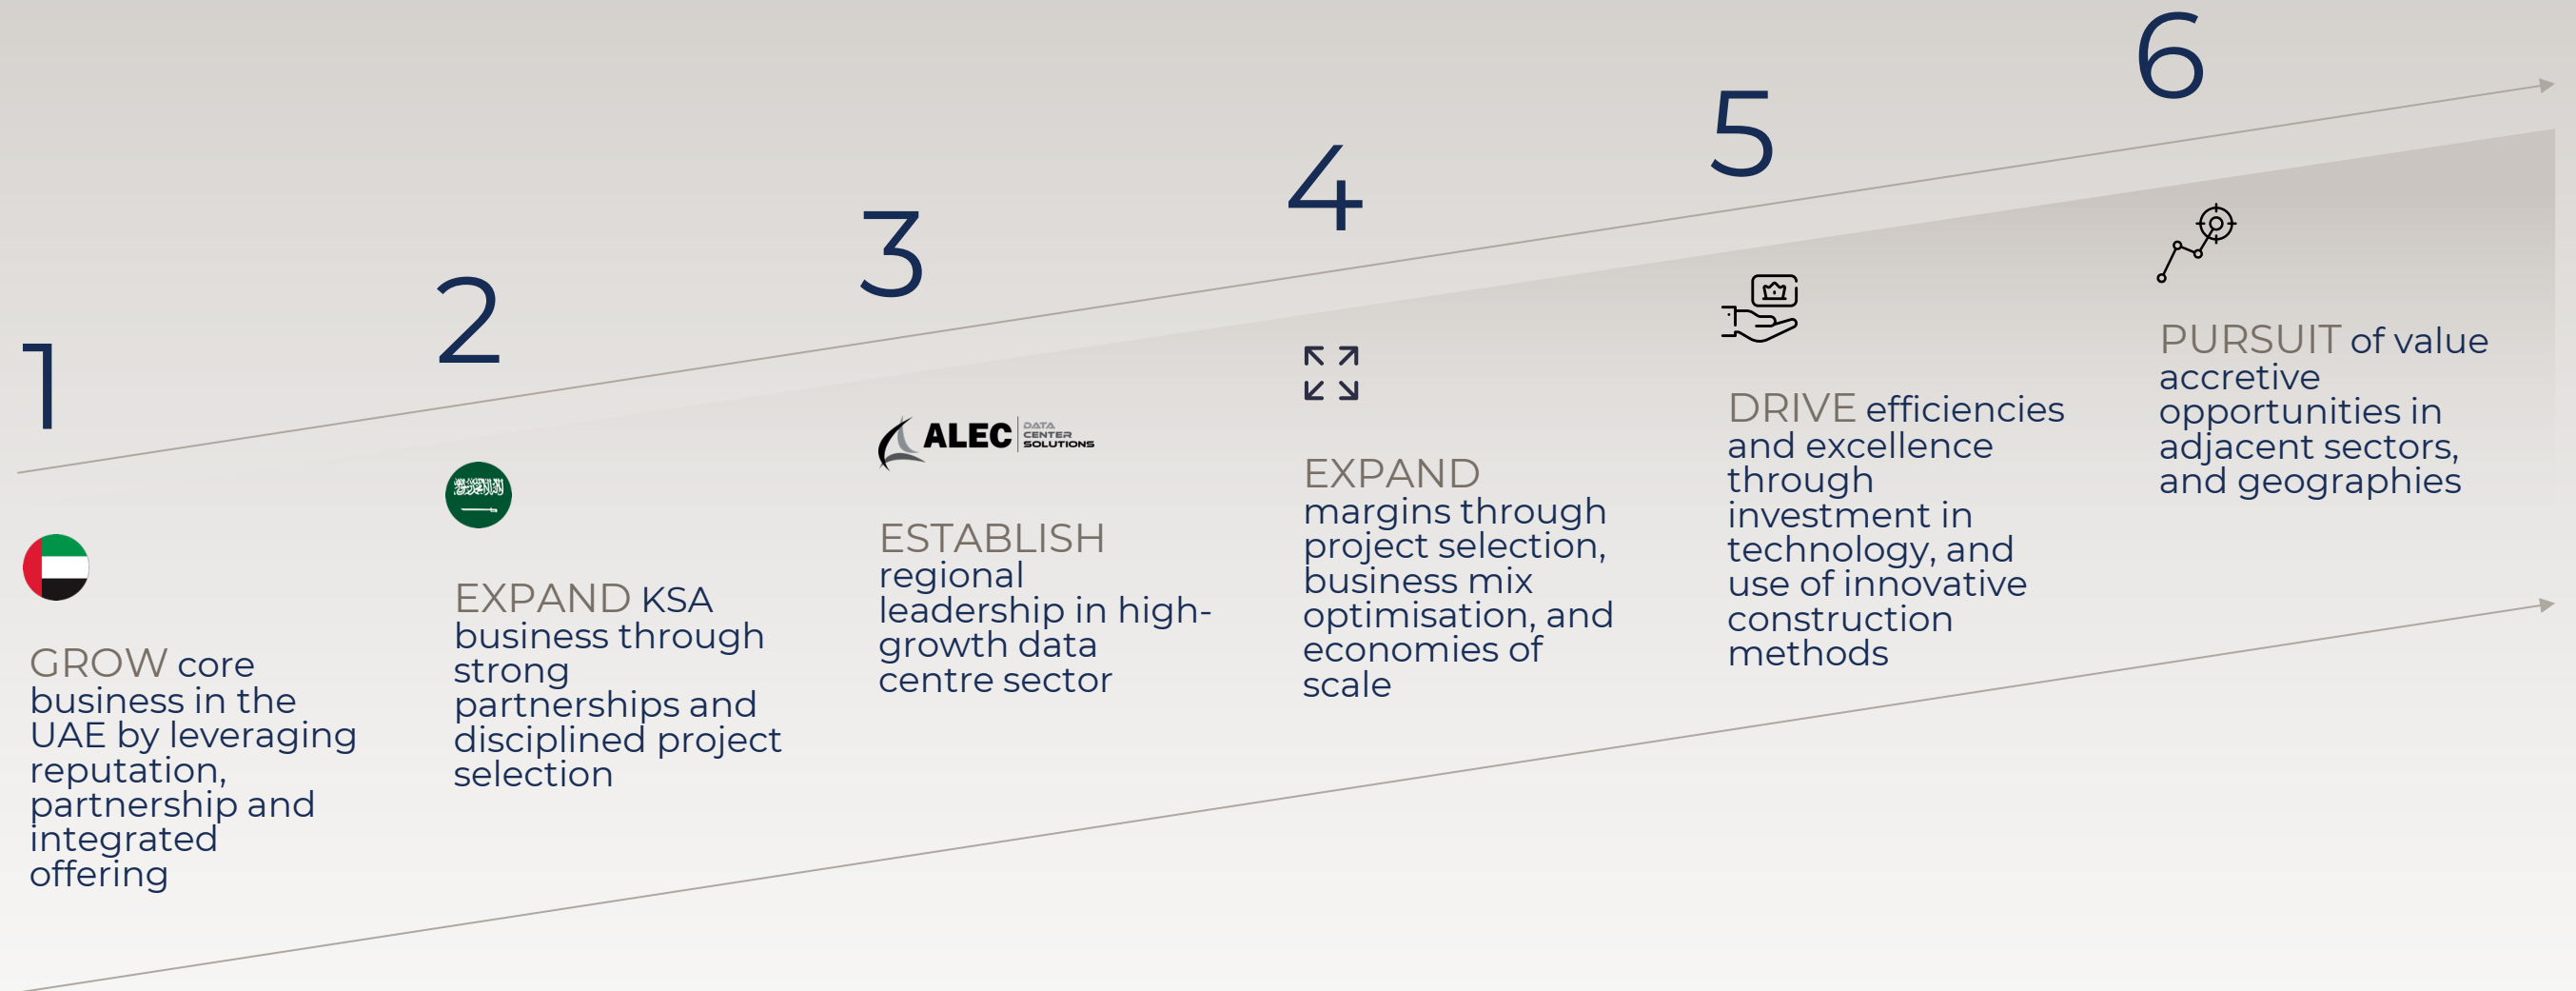 1
GROW core
business in the
UAE by leveraging
reputation,
partnership and
integrated
offering
2
EXPAND KSA
business through
strong
partnerships and
disciplined project
selection
3
ALEC
DATA
CENTER
SOLUTIONS
ESTABLISH
regional
leadership in high-
growth data
centre sector
4
EXPAND
margins through
project selection,
business mix
optimisation, and
economies of
scale
5
DRIVE efficiencies
and excellence
through
investment in
technology, and
use of innovative
construction
methods
6
PURSUIT of value
accretive
opportunities in
adjacent sectors,
and geographies